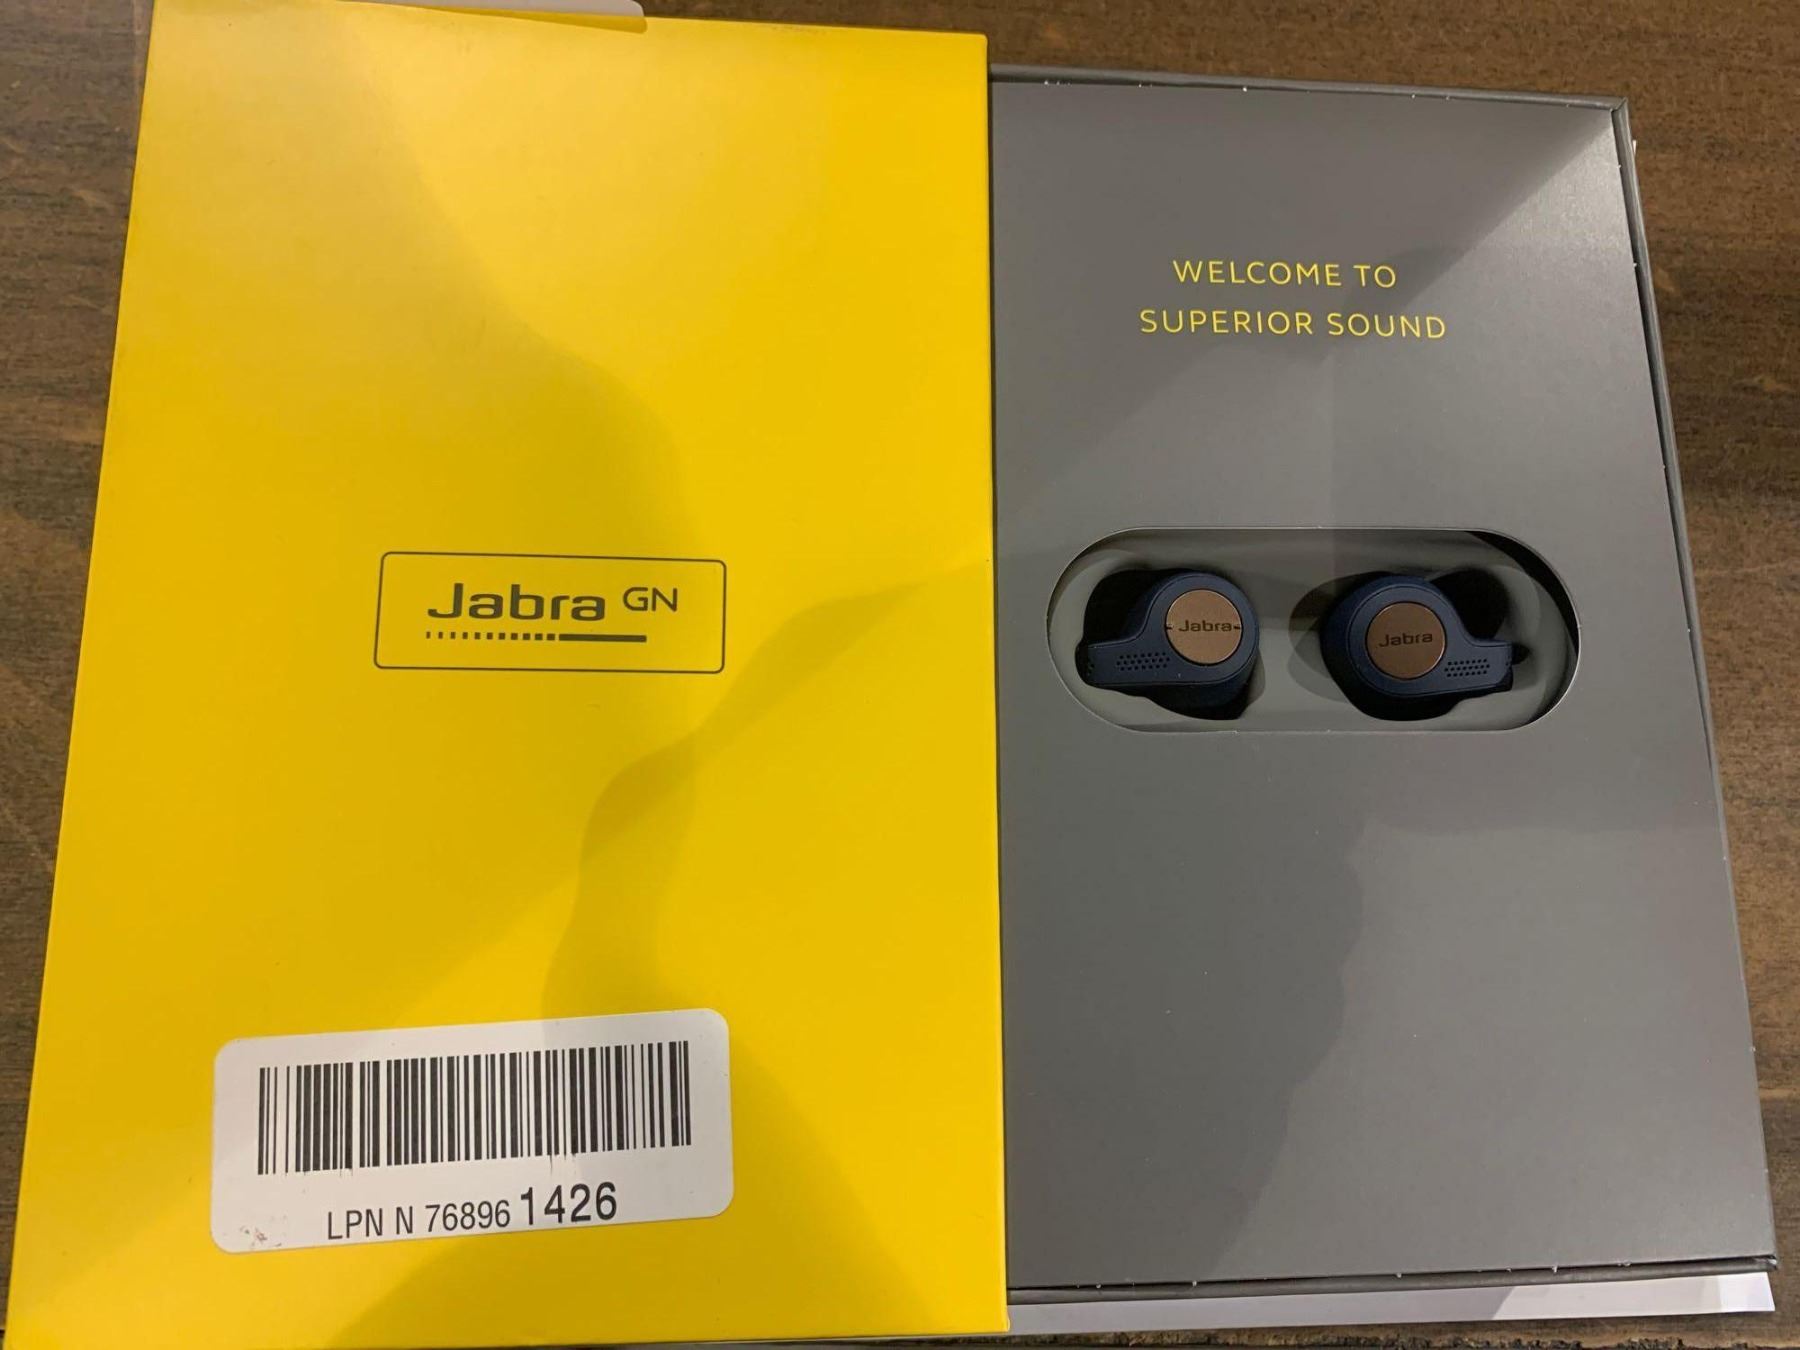 Jabra GN
LPN N 76896 1426
WELCOME TO
SUPERIOR SOUND
Jabra
Jabra